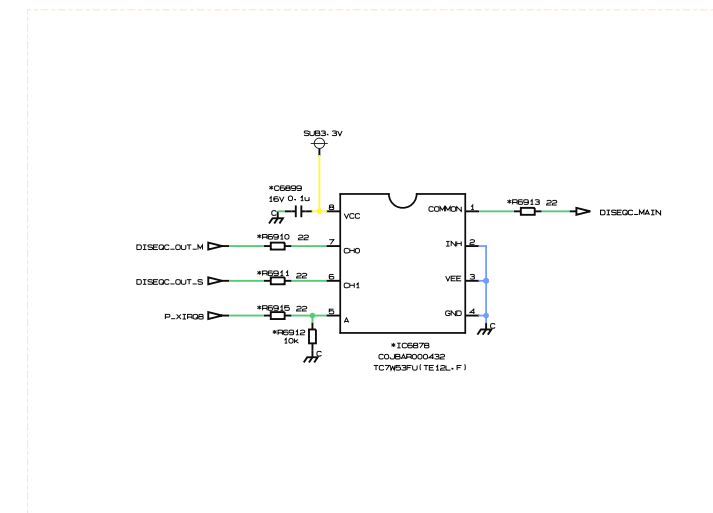 SUB3.3V
*C6899
16V 0.1u
C
8
VCC
COMMON
1
*R6913 22
DISEQC_MAIN
*R6910 22
DISEQC_OUT_M
7
CH0
INH
2
*R6911 22
DISEQC_OUT_S
6
CH1
VEE
3
*R6915 22
P_XIRQ8
5
A
GND
4
C
*R6912
10k
C
*IC6878
C0JBAR000432
TC7W53FU(TE12L.F)